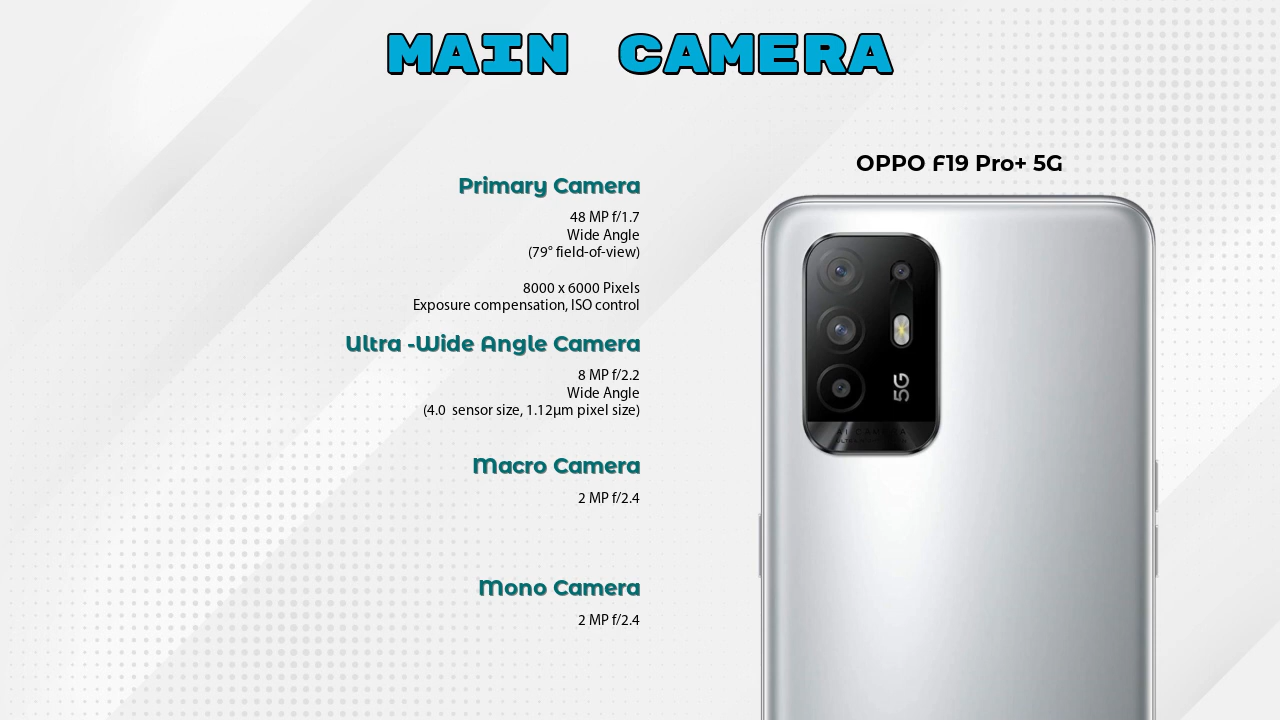 MAIN CAMERA
OPPO F19 Pro+ 5G
Primary Camera
48 MP f/1.7
Wide Angle
(79° field-of-view)
8000 x 6000 Pixels
Exposure compensation, ISO control
Ultra -Wide Angle Camera
8 MP f/2.2
Wide Angle
(4.0 sensor size, 1.12µm pixel size)
Macro Camera
2 MP f/2.4
Mono Camera
2 MP f/2.4
5G
AI CAMERA